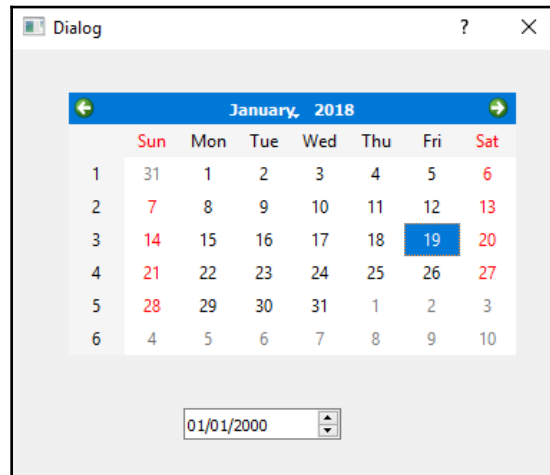 Dialog ?
January, 2018
Sun Mon Tue Wed Thu Fri Sat
1 31 1 2 3 4 5 6
2 7 8 9 10 11 12 13
3 14 15 16 17 18 19 20
4 21 22 23 24 25 26 27
5 28 29 30 31 1 2 3
6 4 5 6 7 8 9 10
01/01/2000